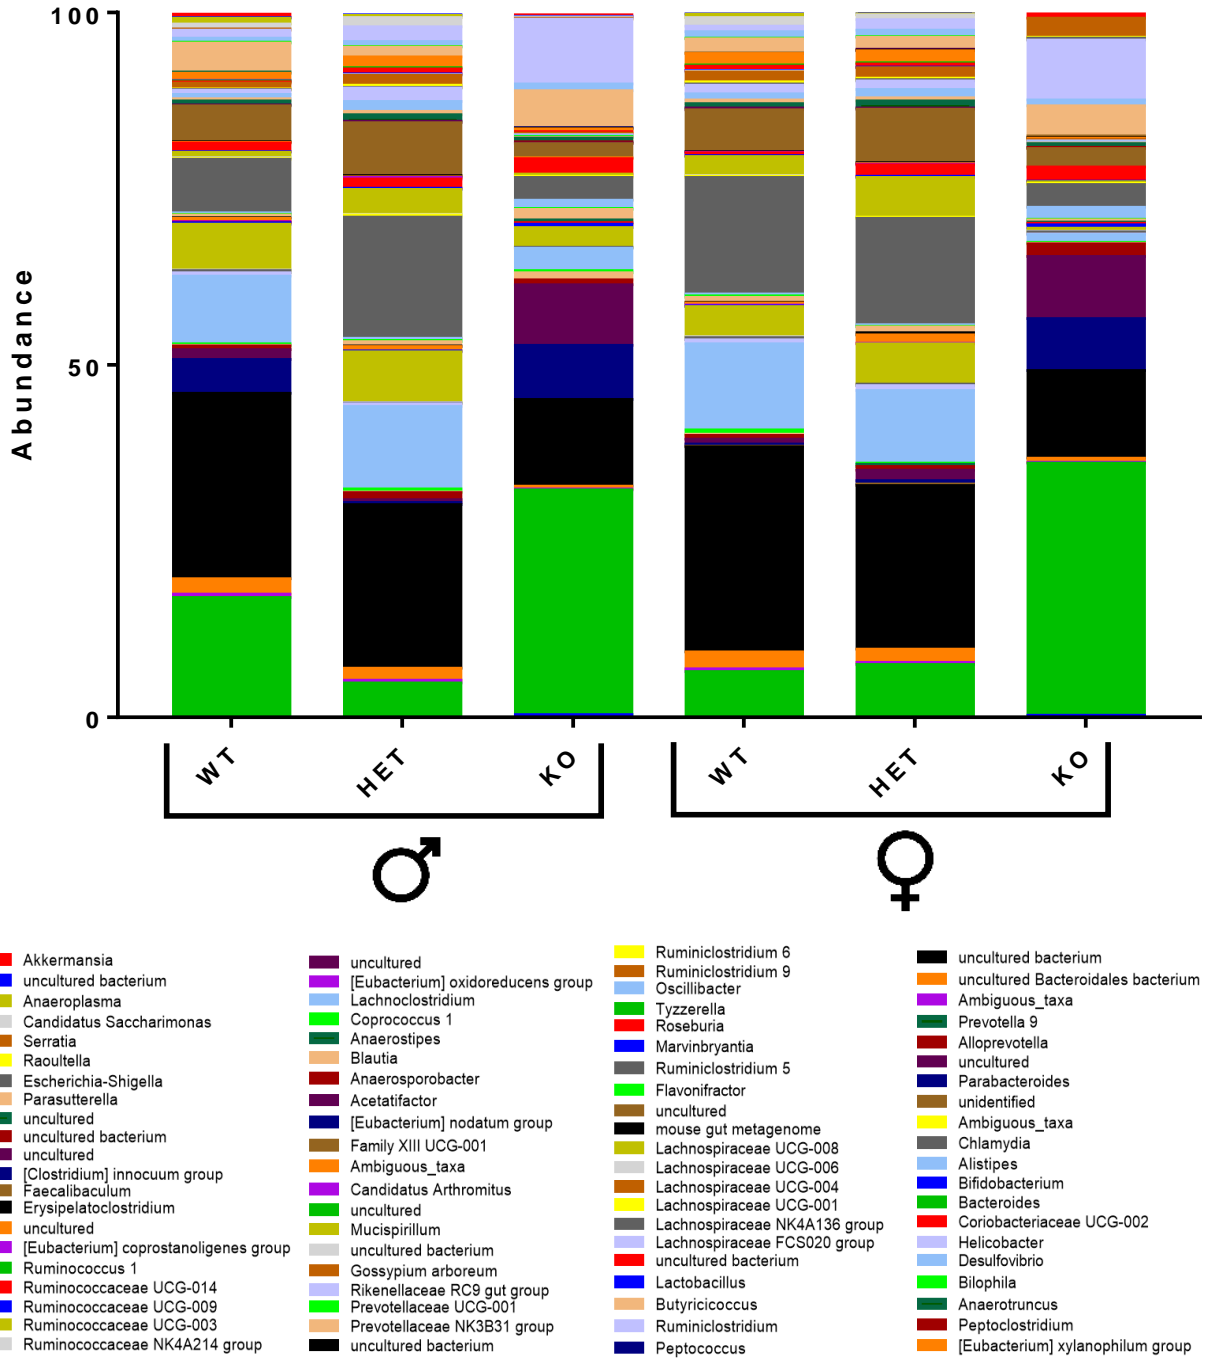 100
50
0
Abundance
WT
HET
KO
WT
HET
KO
Akkermansia
uncultured bacterium
Anaeroplasma
Candidatus Saccharimonas
Serratia
Raoultella
Escherichia-Shigella
Parasutterella
uncultured
uncultured bacterium
uncultured
[Clostridium] innocuum group
Faecalibaculum
Erysipelatoclostridium
uncultured
[Eubacterium] coprostanoligenes group
Ruminococcus 1
Ruminococcaceae UCG-014
Ruminococcaceae UCG-009
Ruminococcaceae UCG-003
Ruminococcaceae NK4A214 group
uncultured
[Eubacterium] oxidoreducens group
Lachnoclostridium
Coprococcus 1
Anaerostipes
Blautia
Anaerosporobacter
Acetatifactor
[Eubacterium] nodatum group
Family XIII UCG-001
Ambiguous_taxa
Candidatus Arthromitus
uncultured
Mucispirillum
uncultured bacterium
Gossypium arboreum
Rikenellaceae RC9 gut group
Prevotellaceae UCG-001
Prevotellaceae NK3B31 group
uncultured bacterium
Ruminiclostridium 6
Ruminiclostridium 9
Oscillibacter
Tyzzerella
Roseburia
Marvinbryantia
Ruminiclostridium 5
Flavonifractor
uncultured
mouse gut metagenome
Lachnospiraceae UCG-008
Lachnospiraceae UCG-006
Lachnospiraceae UCG-004
Lachnospiraceae UCG-001
Lachnospiraceae NK4A136 group
Lachnospiraceae FCS020 group
uncultured bacterium
Lactobacillus
Butyricicoccus
Ruminiclostridium
Peptococcus
uncultured bacterium
uncultured Bacteroidales bacterium
Ambiguous_taxa
Prevotella 9
Alloprevotella
uncultured
Parabacteroides
unidentified
Ambiguous_taxa
Chlamydia
Alistipes
Bifidobacterium
Bacteroides
Coriobacteriaceae UCG-002
Helicobacter
Desulfovibrio
Bilophila
Anaerotruncus
Peptoclostridium
[Eubacterium] xylanophilum group